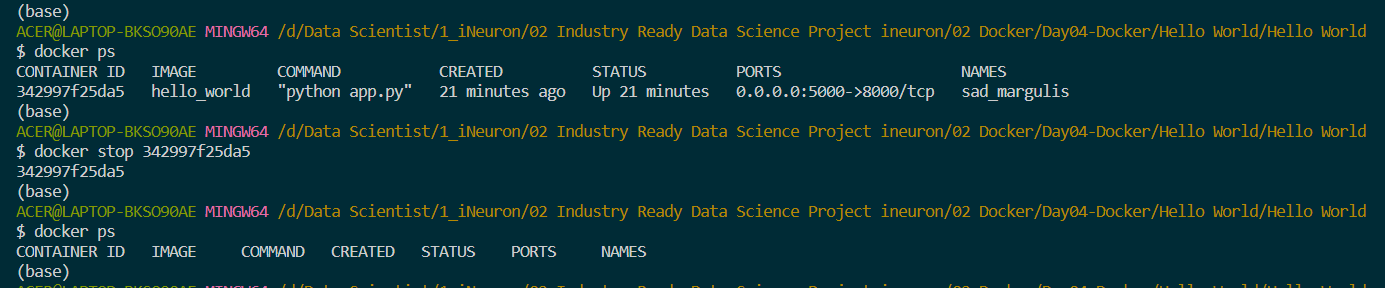 (base)
ACER@LAPTOP-BKSO90AE MINGW64 /d/Data Scientist/1_iNeuron/02 Industry Ready Data Science Project ineuron/02 Docker/Day04-Docker/Hello World/Hello World
$ docker ps
CONTAINER ID   IMAGE         COMMAND           CREATED          STATUS          PORTS                    NAMES
342997f25da5   hello_world   "python app.py"   21 minutes ago   Up 21 minutes   0.0.0.0:5000->8000/tcp   sad_margulis
(base)
ACER@LAPTOP-BKSO90AE MINGW64 /d/Data Scientist/1_iNeuron/02 Industry Ready Data Science Project ineuron/02 Docker/Day04-Docker/Hello World/Hello World
$ docker stop 342997f25da5
342997f25da5
(base)
ACER@LAPTOP-BKSO90AE MINGW64 /d/Data Scientist/1_iNeuron/02 Industry Ready Data Science Project ineuron/02 Docker/Day04-Docker/Hello World/Hello World
$ docker ps
CONTAINER ID   IMAGE     COMMAND   CREATED   STATUS    PORTS     NAMES
(base)